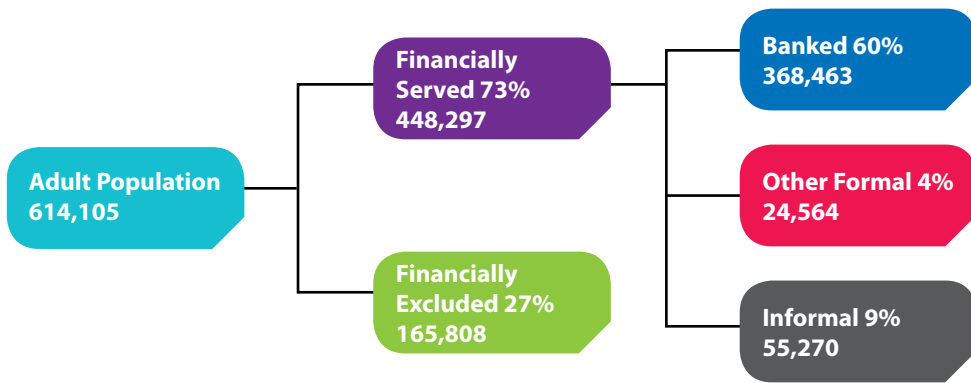 Adult Population
614,105
Financially
Served 73%
448,297
Financially
Excluded 27%
165,808
Banked 60%
368,463
Other Formal 4%
24,564
Informal 9%
55,270